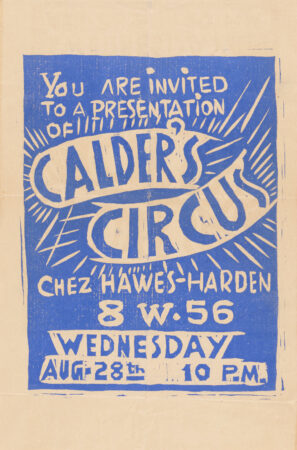 YOU ARE INVITED
TO A PRESENTATION
OF
CALDER'S
CIRCUS
CHEZ HAWES-HARDEN
8 W. 56
WEDNESDAY
AUG-28th 10 P.M.